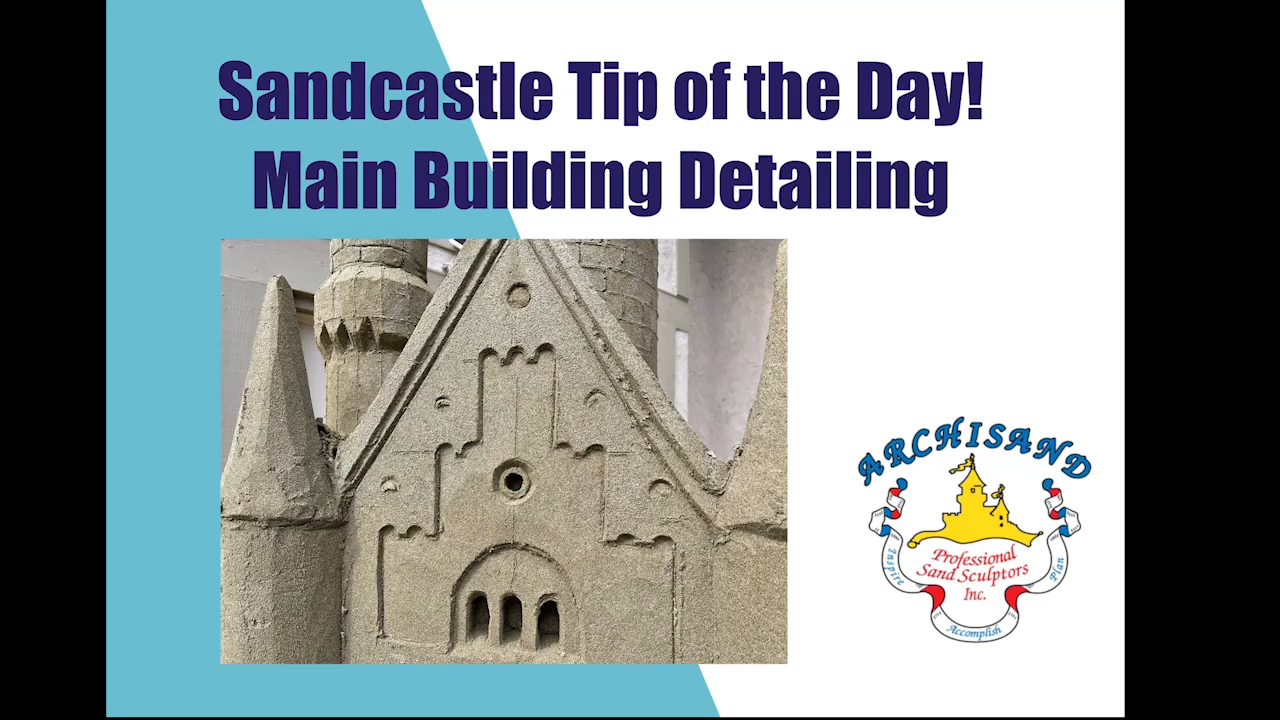 Sandcastle Tip of the Day!
Main Building Detailing
ARCHISAND
Professional
Sand Sculptors
Inc.
Inspire
Accomplish
Plan